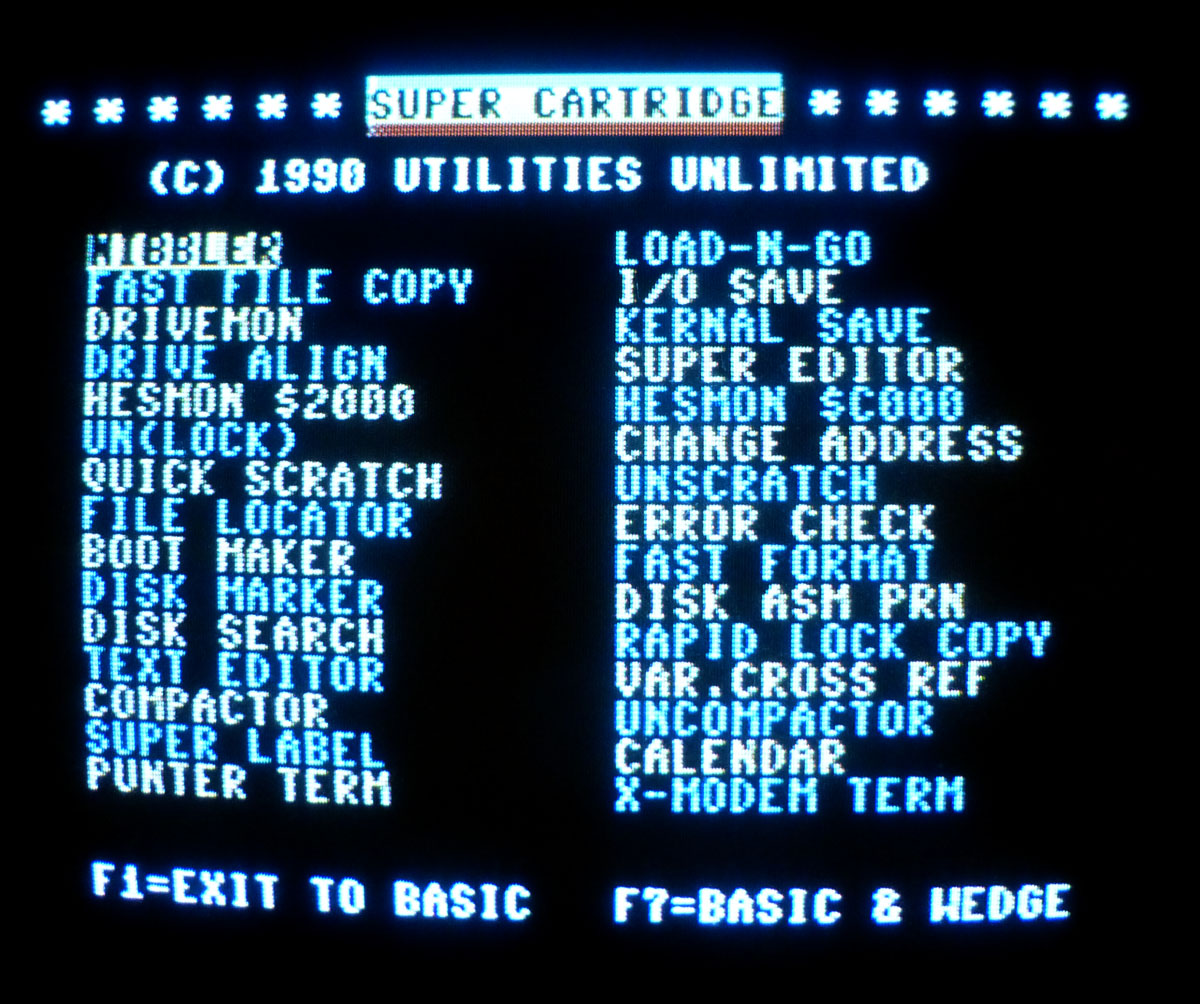 * * * * * * SUPER CARTRIDGE * * * * * *
(C) 1990 UTILITIES UNLIMITED
NIBBLER LOAD-N-GO
FAST FILE COPY I/O SAVE
DRIVEMON KERNAL SAVE
DRIVE ALIGN SUPER EDITOR
HESMON $2000 HESMON $C000
UN(LOCK) CHANGE ADDRESS
QUICK SCRATCH UNSCRATCH
FILE LOCATOR ERROR CHECK
BOOT MAKER FAST FORMAT
DISK MARKER DISK ASM PRN
DISK SEARCH RAPID LOCK COPY
TEXT EDITOR VAR.CROSS REF
COMPACTOR UNCOMPACTOR
SUPER LABEL CALENDAR
PUNTER TERM X-MODEM TERM
F1=EXIT TO BASIC F7=BASIC & WEDGE